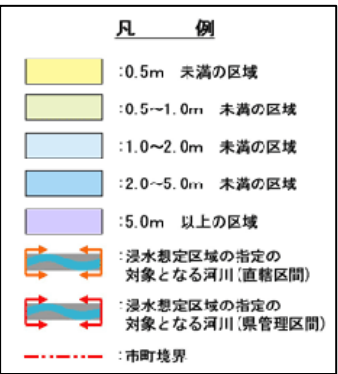 凡 例
:0.5m 未満の区域
:0.5~1.0m 未満の区域
:1.0~2.0m 未満の区域
:2.0~5.0m 未満の区域
:5.0m 以上の区域
:浸水想定区域の指定の
対象となる河川(直轄区間)
:浸水想定区域の指定の
対象となる河川(県管理区間)
:市町境界